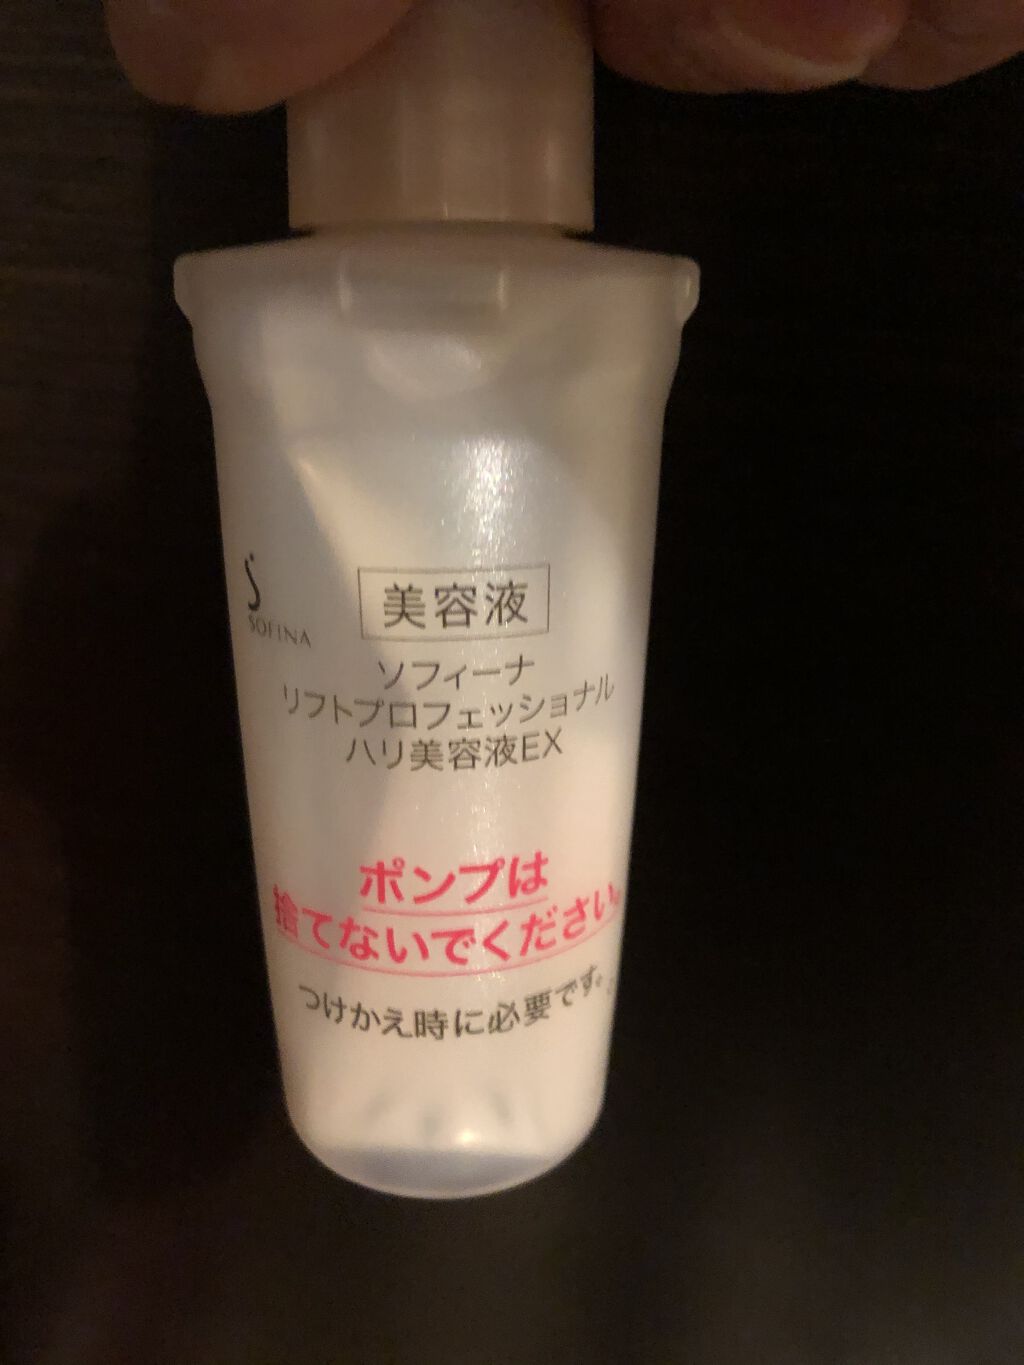 SOFINA
美容液
ソフィーナ
リフトプロフェッショナル
ハリ美容液EX
ポンプは
捨てないでください。
つけかえ時に必要です。